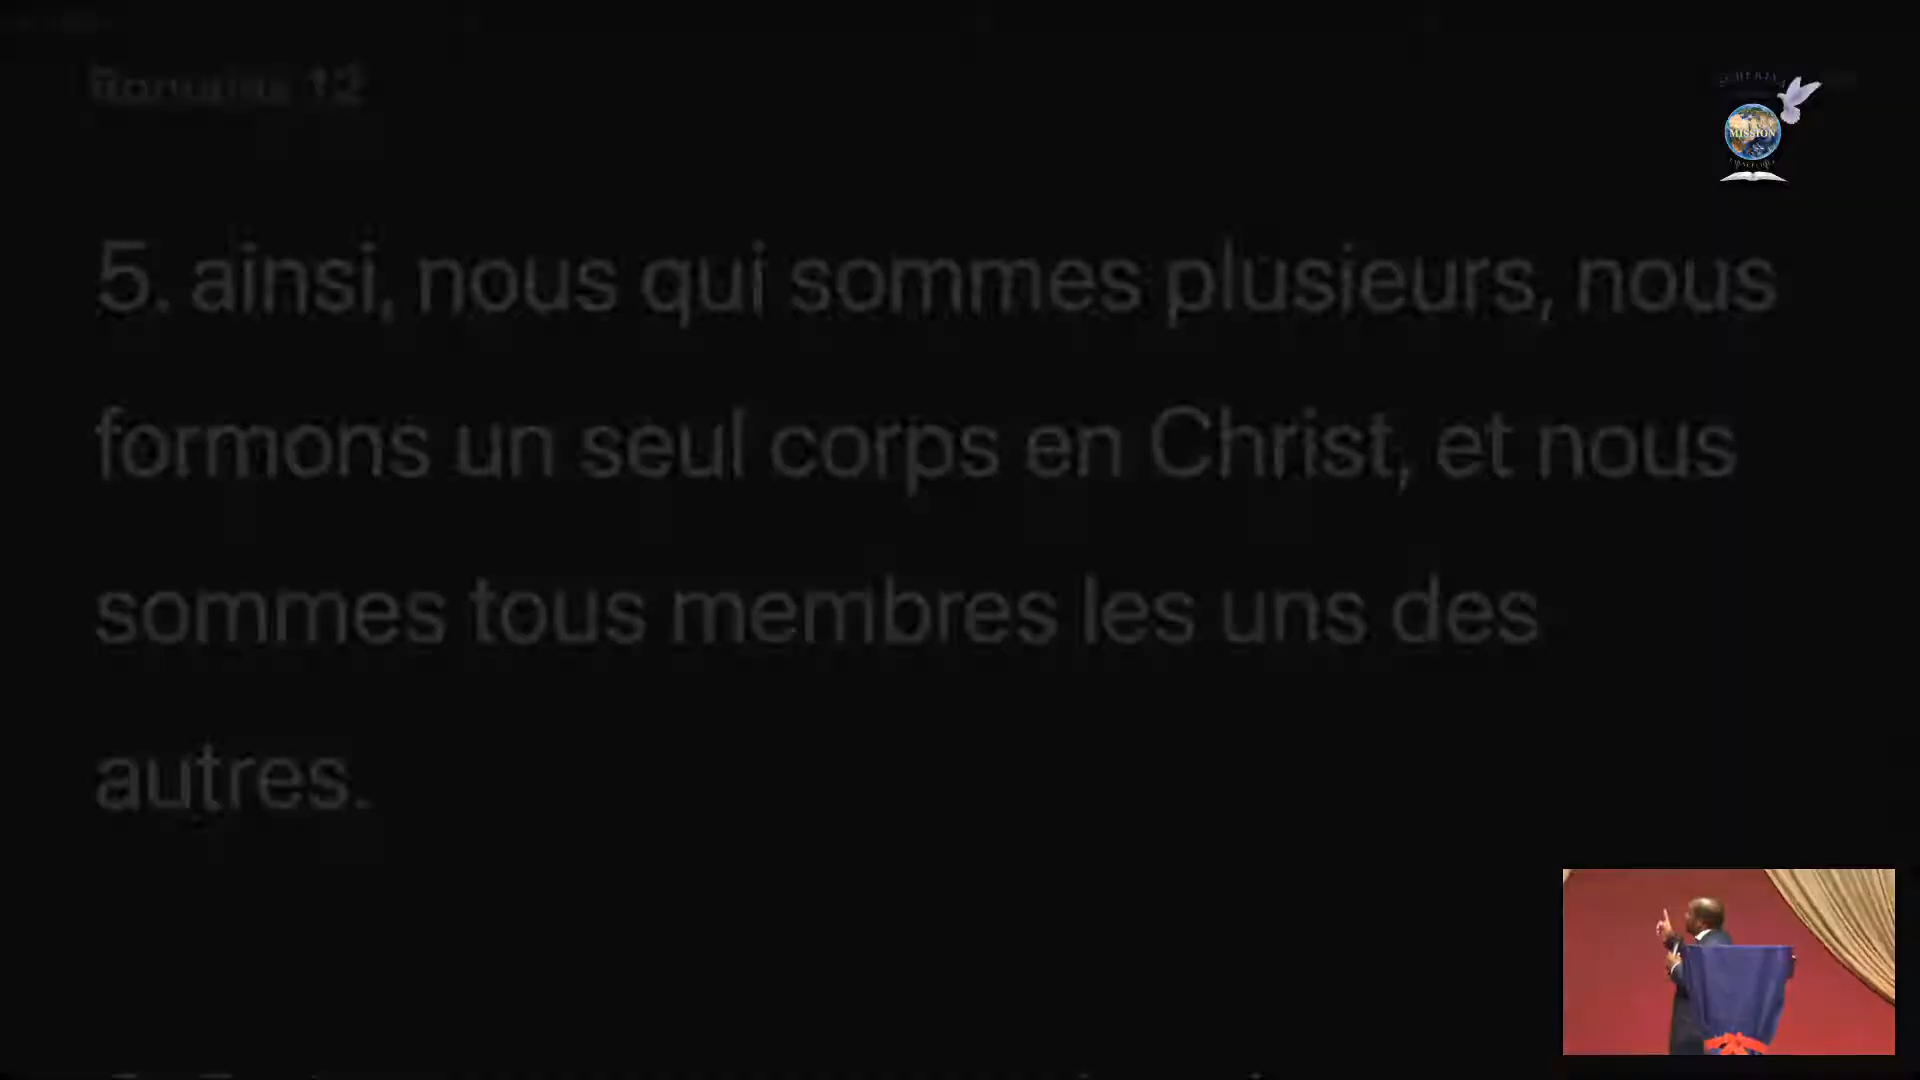 Romains 12
MISSION
5. ainsi, nous qui sommes plusieurs, nous
formons un seul corps en Christ, et nous
sommes tous membres les uns des
autres.